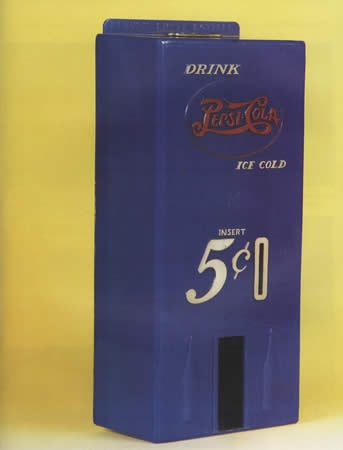 DRINK
PEPSI-COLA
ICE COLD
INSERT
5¢